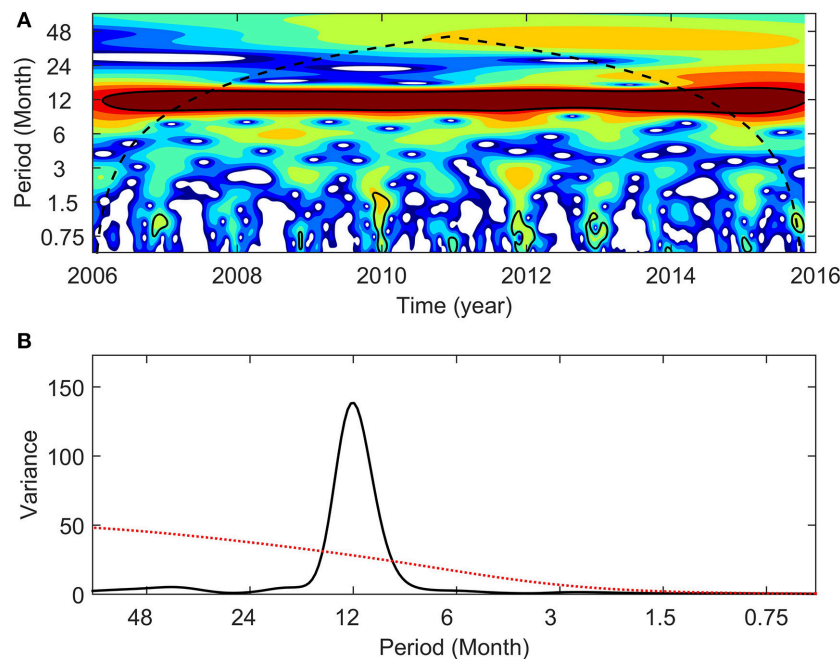 A
Period (Month)
48
24
12
6
3
1.5
0.75
2006 2008 2010 2012 2014 2016
Time (year)
B
Variance
150
100
50
0
48 24 12 6 3 1.5 0.75
Period (Month)